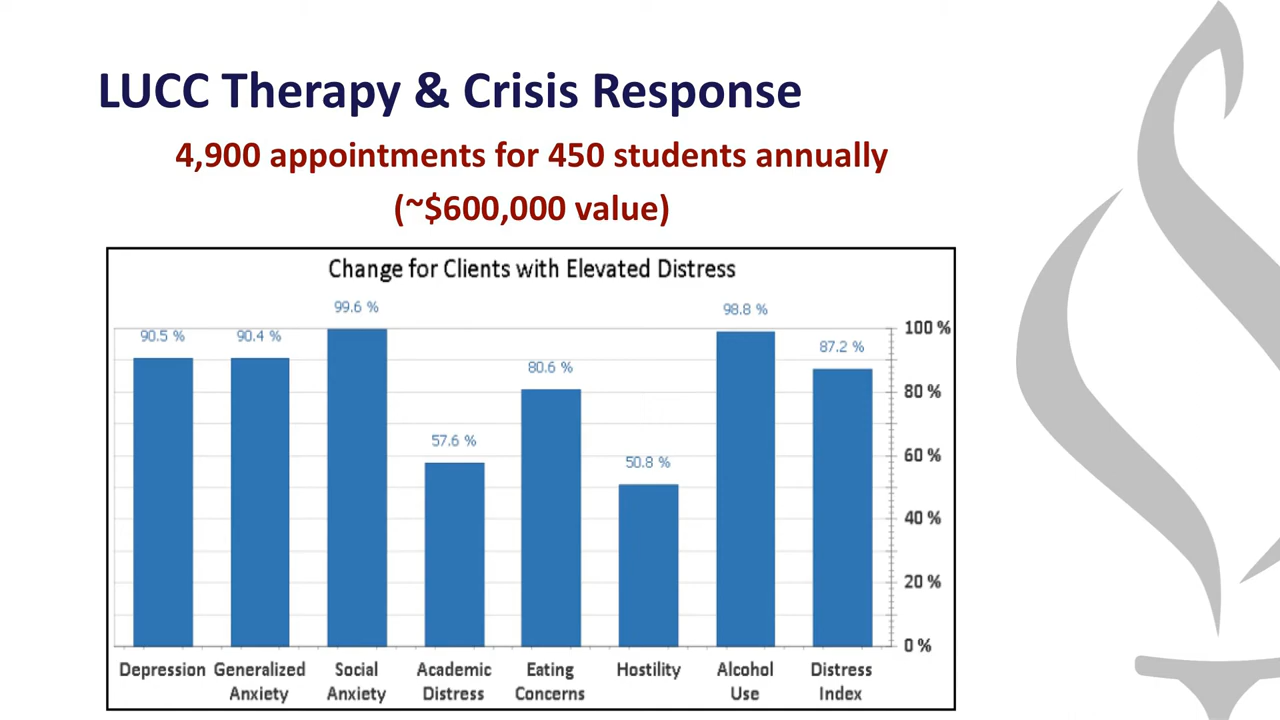 LUCC Therapy & Crisis Response
4,900 appointments for 450 students annually
(~$600,000 value)
Change for Clients with Elevated Distress
90.5 %
90.4 %
99.6 %
57.6 %
80.6 %
50.8 %
98.8 %
87.2 %
100 %
80 %
60 %
40 %
20 %
0 %
Depression
Generalized
Anxiety
Social
Anxiety
Academic
Distress
Eating
Concerns
Hostility
Alcohol
Use
Distress
Index